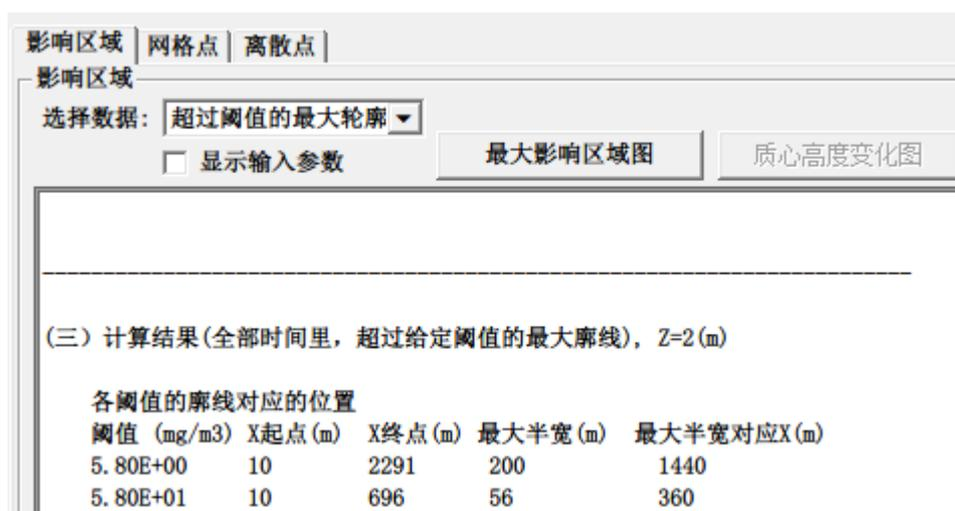 影响区域 网格点 离散点
影响区域
选择数据: 超过阈值的最大轮廓
显示输入参数 最大影响区域图 质心高度变化图
(三) 计算结果(全部时间里, 超过给定阈值的最大廓线), Z=2(m)
各阈值的廓线对应的位置
阈值 (mg/m3) X起点(m) X终点(m) 最大半宽(m) 最大半宽对应X(m)
5.80E+00 10 2291 200 1440
5.80E+01 10 696 56 360